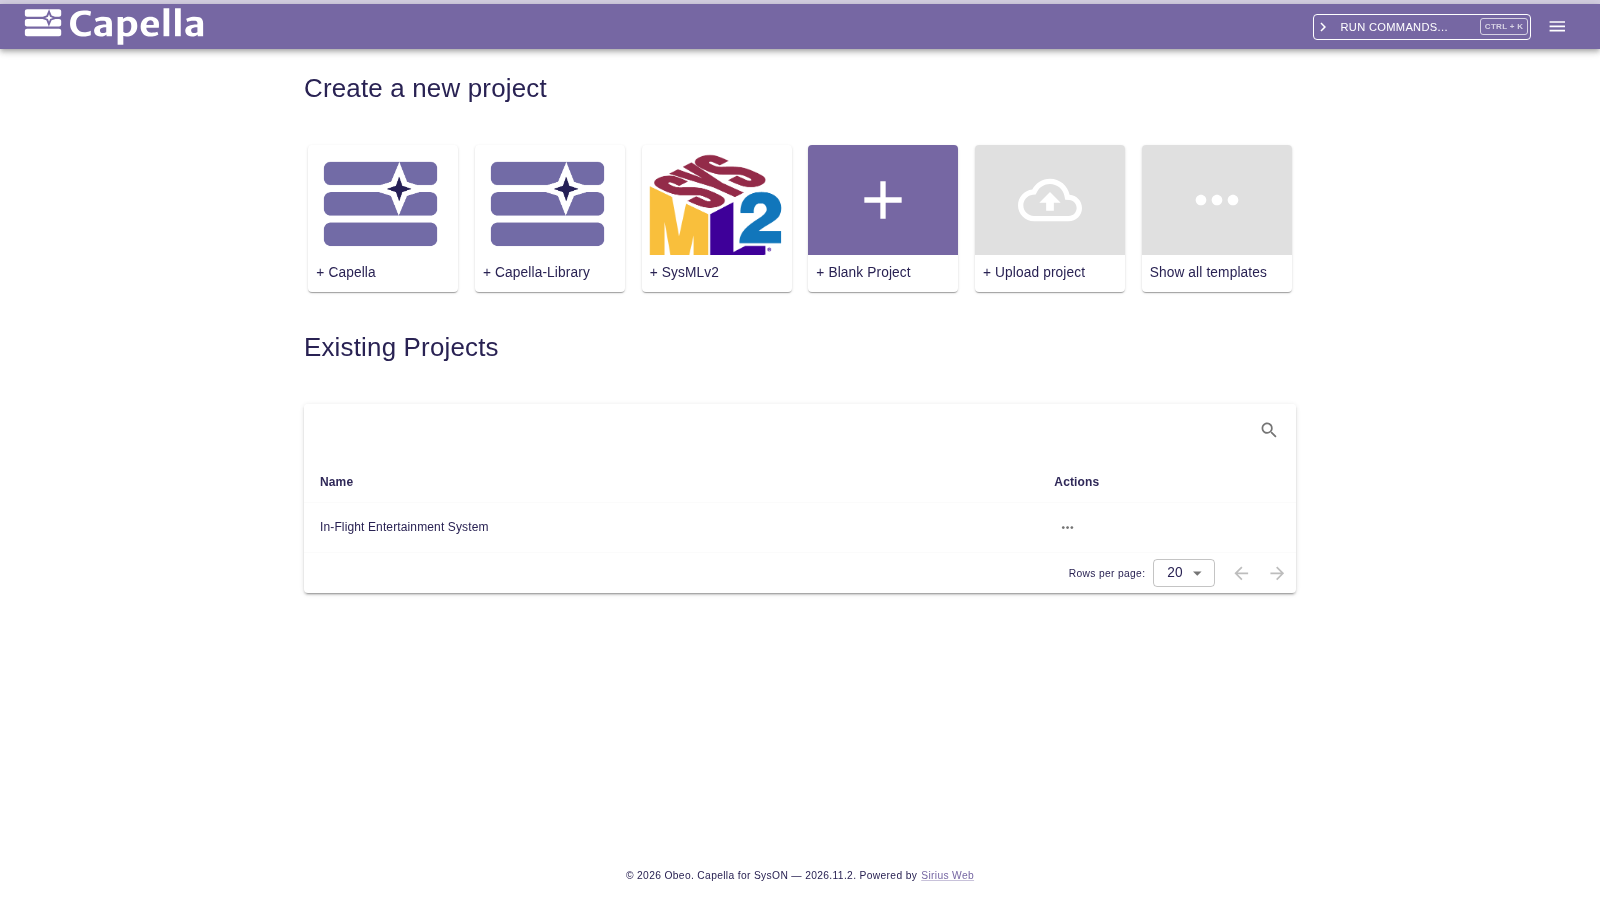 Capella
RUN COMMANDS...
CTRL + K
Create a new project
SYS
ML2
+ Capella
+ Capella-Library
+ SysMLv2
+ Blank Project
+ Upload project
Show all templates
Existing Projects
Name
Actions
In-Flight Entertainment System
Rows per page:
20
© 2026 Obeo. Capella for SysON — 2026.11.2. Powered by Sirius Web